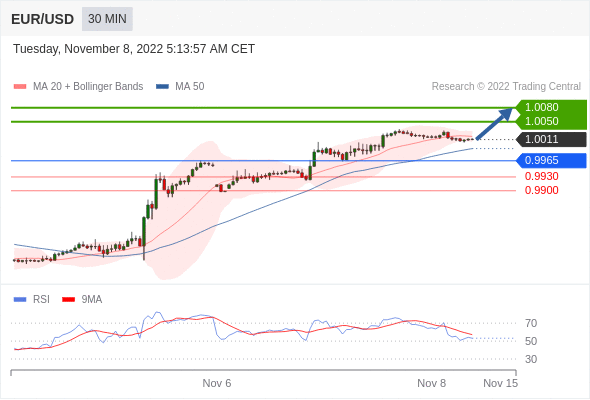 EUR/USD 30 MIN
Tuesday, November 8, 2022 5:13:57 AM CET
MA 20 + Bollinger Bands MA 50 Research © 2022 Trading Central
1.0080
1.0050
1.0011
0.9965
0.9930
0.9900
RSI 9MA
70
50
30
Nov 6 Nov 8 Nov 15